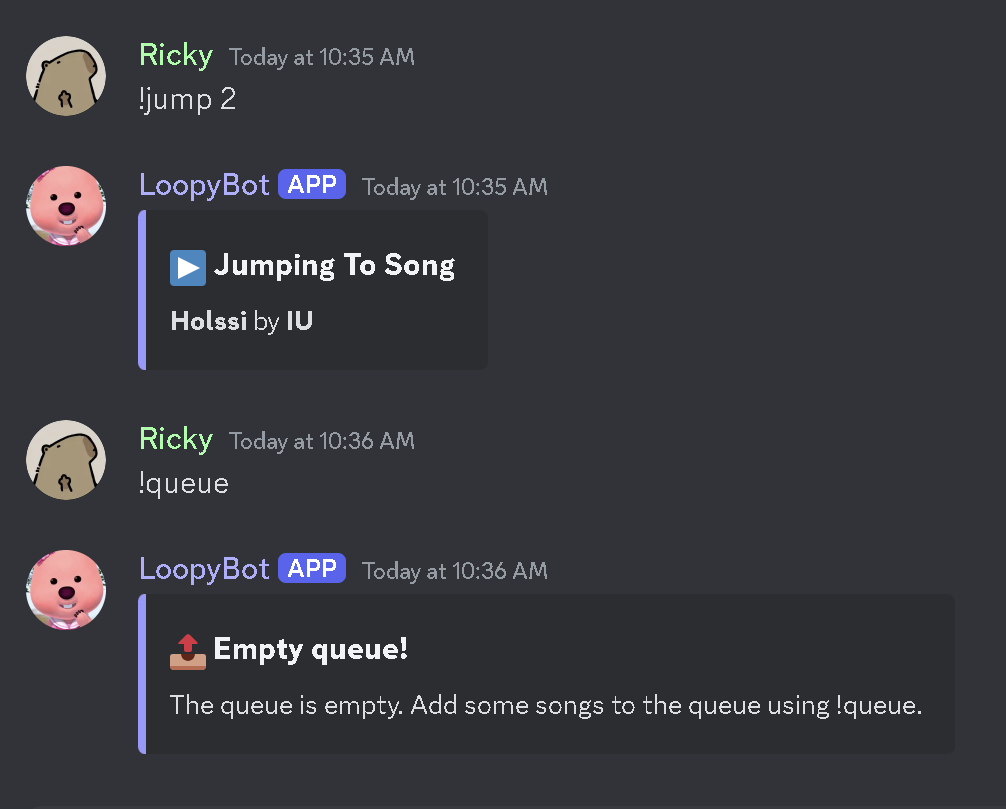 Ricky Today at 10:35 AM
!jump 2
LoopyBot APP Today at 10:35 AM
Jumping To Song
Holssi by IU
Ricky Today at 10:36 AM
!queue
LoopyBot APP Today at 10:36 AM
Empty queue!
The queue is empty. Add some songs to the queue using !queue.